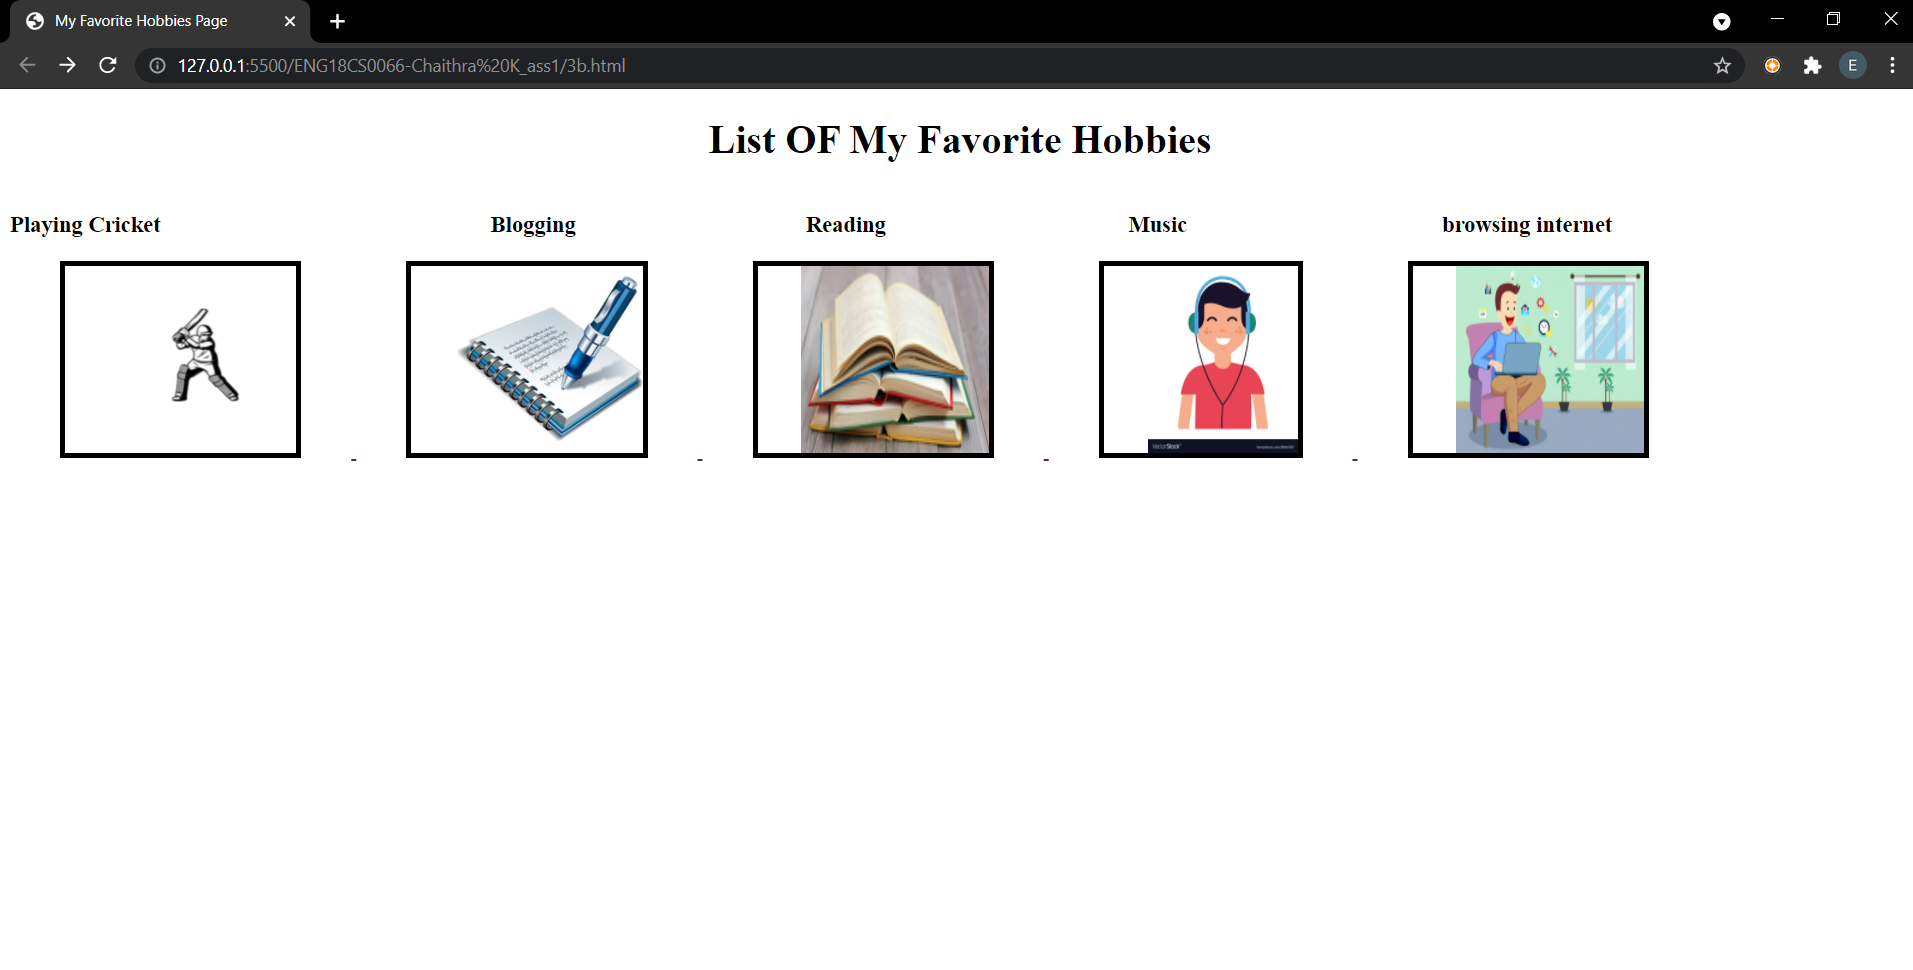 My Favorite Hobbies Page
127.0.0.1:5500/ENG18CS0066-Chaithra%20K_ass1/3b.html
E
List OF My Favorite Hobbies
Playing Cricket Blogging Reading Music browsing internet
VectorStock